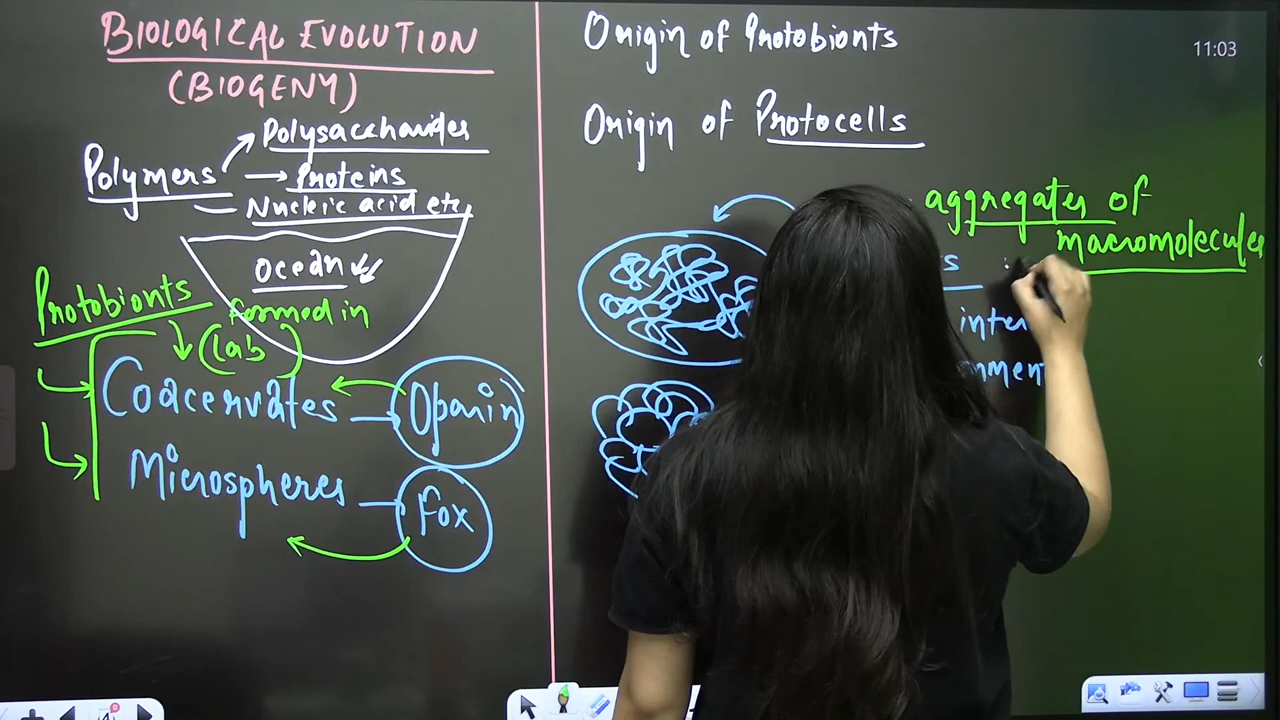 BIOLOGICAL EVOLUTION
(BIOGENY)
Polymers
Polysaccharides
Proteins
Nucleic acid etc
Ocean
Protobionts
formed in
(lab)
Coacervates
Oparin
Microspheres
Fox
Origin of Protobionts
11:03
Origin of Protocells
aggregates of
macromolecules